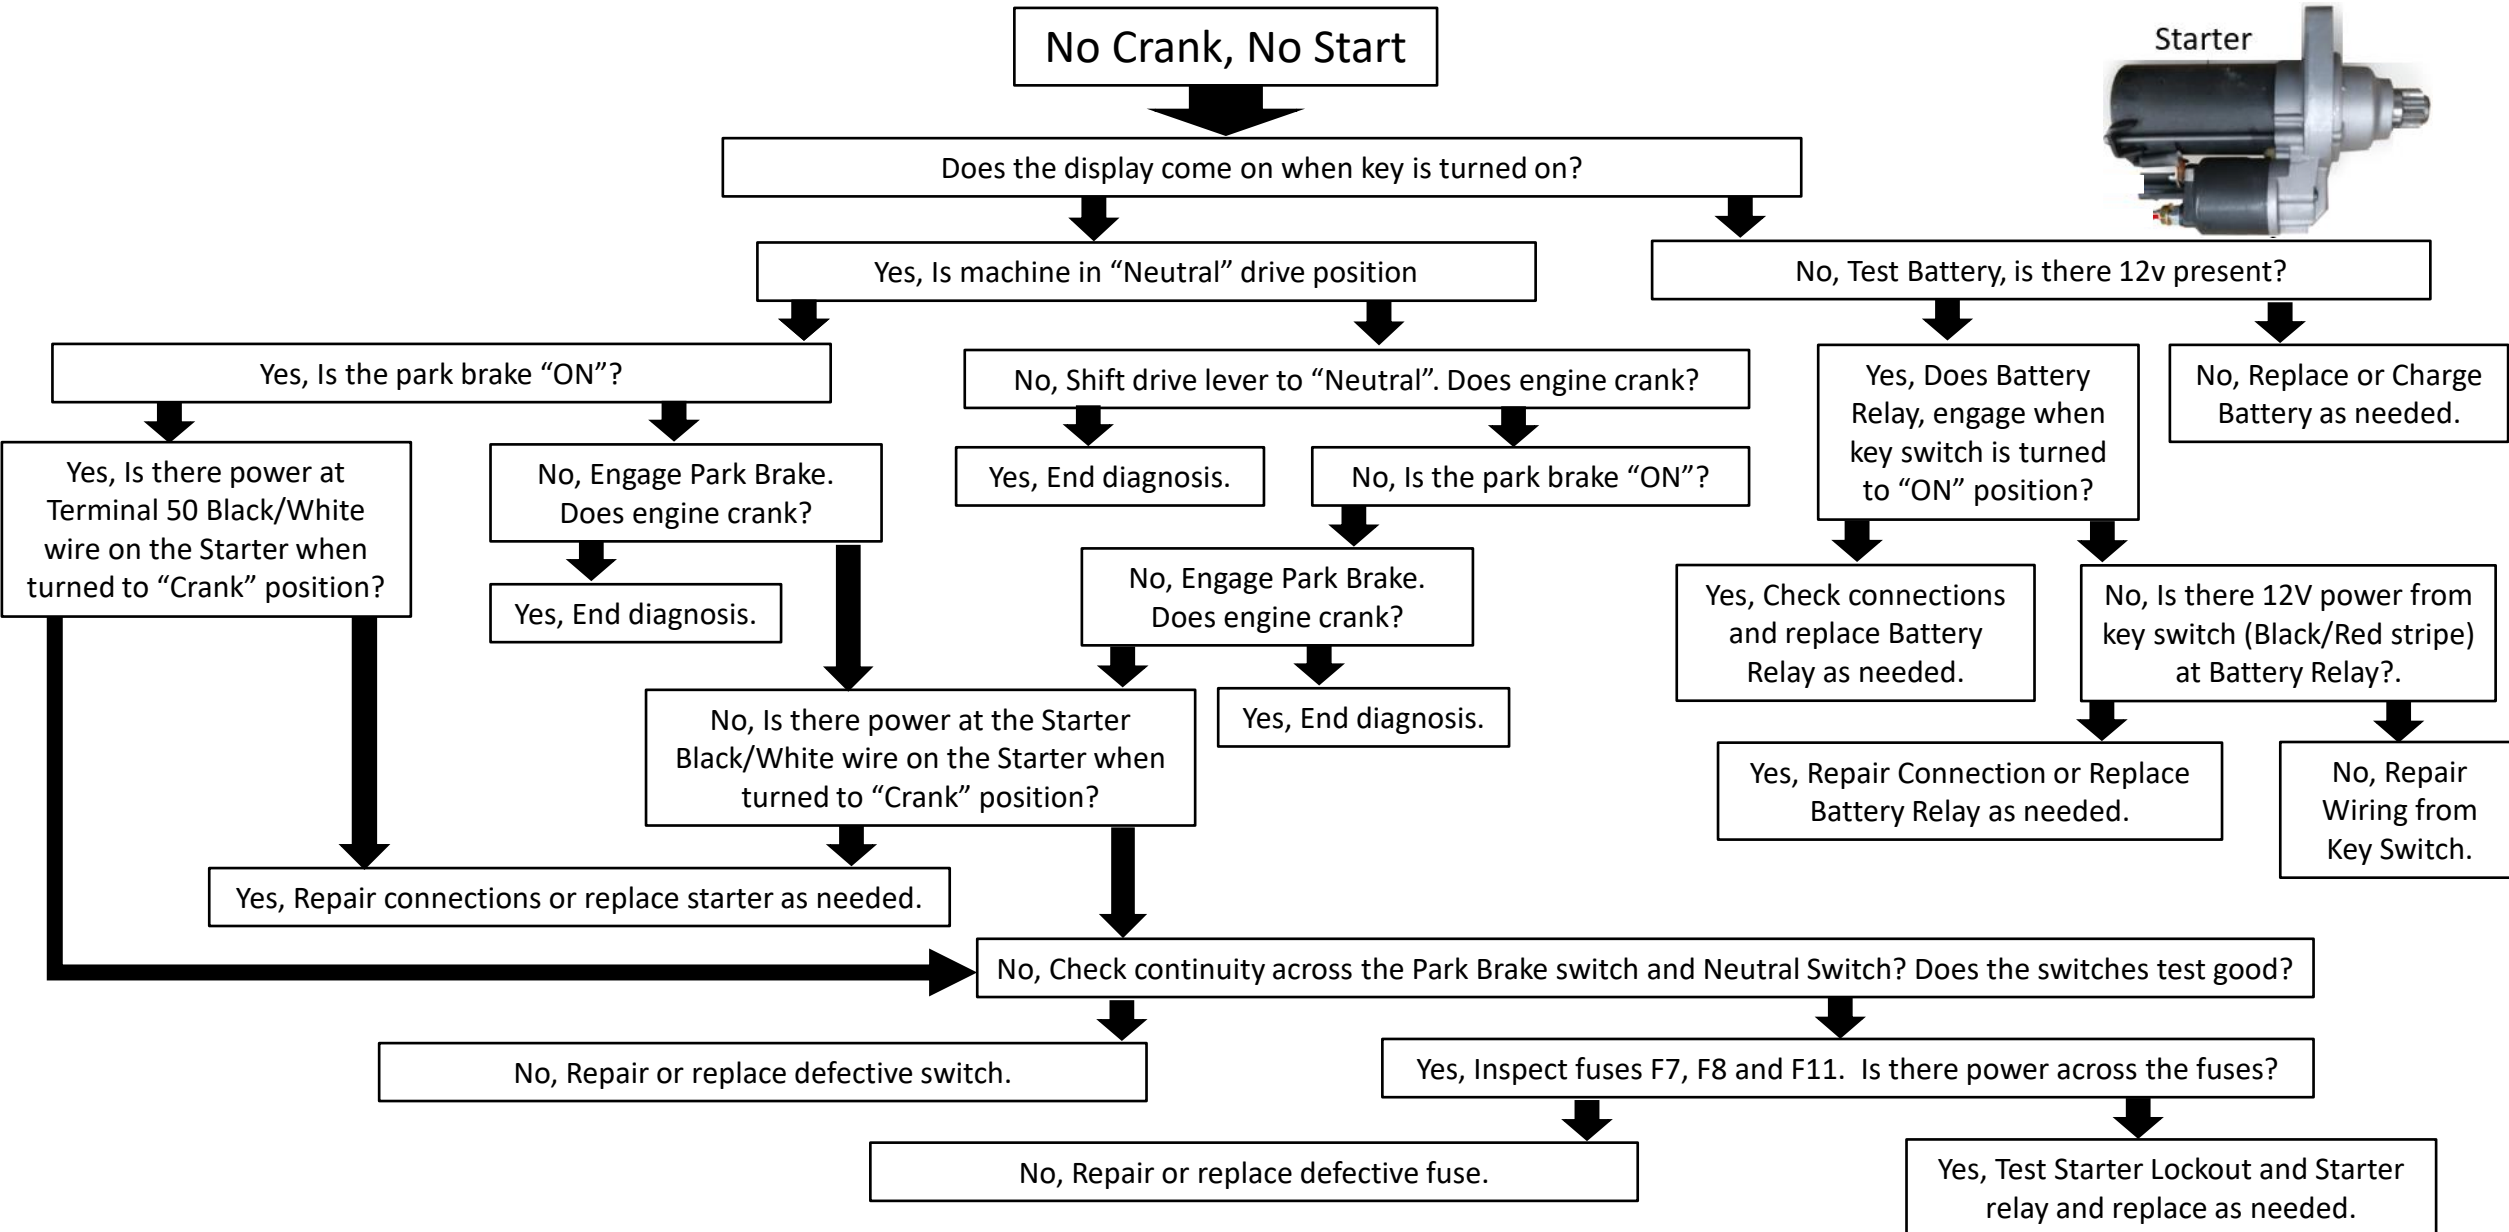 No Crank, No Start
Starter
Does the display come on when key is turned on?
Yes, Is machine in “Neutral” drive position
No, Test Battery, is there 12v present?
Yes, Is the park brake “ON”?
No, Shift drive lever to “Neutral”. Does engine crank?
Yes, Does Battery
Relay, engage when
key switch is turned
to “ON” position?
No, Replace or Charge
Battery as needed.
Yes, Is there power at
Terminal 50 Black/White
wire on the Starter when
turned to “Crank” position?
No, Engage Park Brake.
Does engine crank?
Yes, End diagnosis.
No, Is the park brake “ON”?
Yes, End diagnosis.
No, Engage Park Brake.
Does engine crank?
Yes, Check connections
and replace Battery
Relay as needed.
No, Is there 12V power from
key switch (Black/Red stripe)
at Battery Relay?.
No, Is there power at the Starter
Black/White wire on the Starter when
turned to “Crank” position?
Yes, End diagnosis.
Yes, Repair Connection or Replace
Battery Relay as needed.
No, Repair
Wiring from
Key Switch.
Yes, Repair connections or replace starter as needed.
No, Check continuity across the Park Brake switch and Neutral Switch? Does the switches test good?
No, Repair or replace defective switch.
Yes, Inspect fuses F7, F8 and F11.  Is there power across the fuses?
No, Repair or replace defective fuse.
Yes, Test Starter Lockout and Starter
relay and replace as needed.